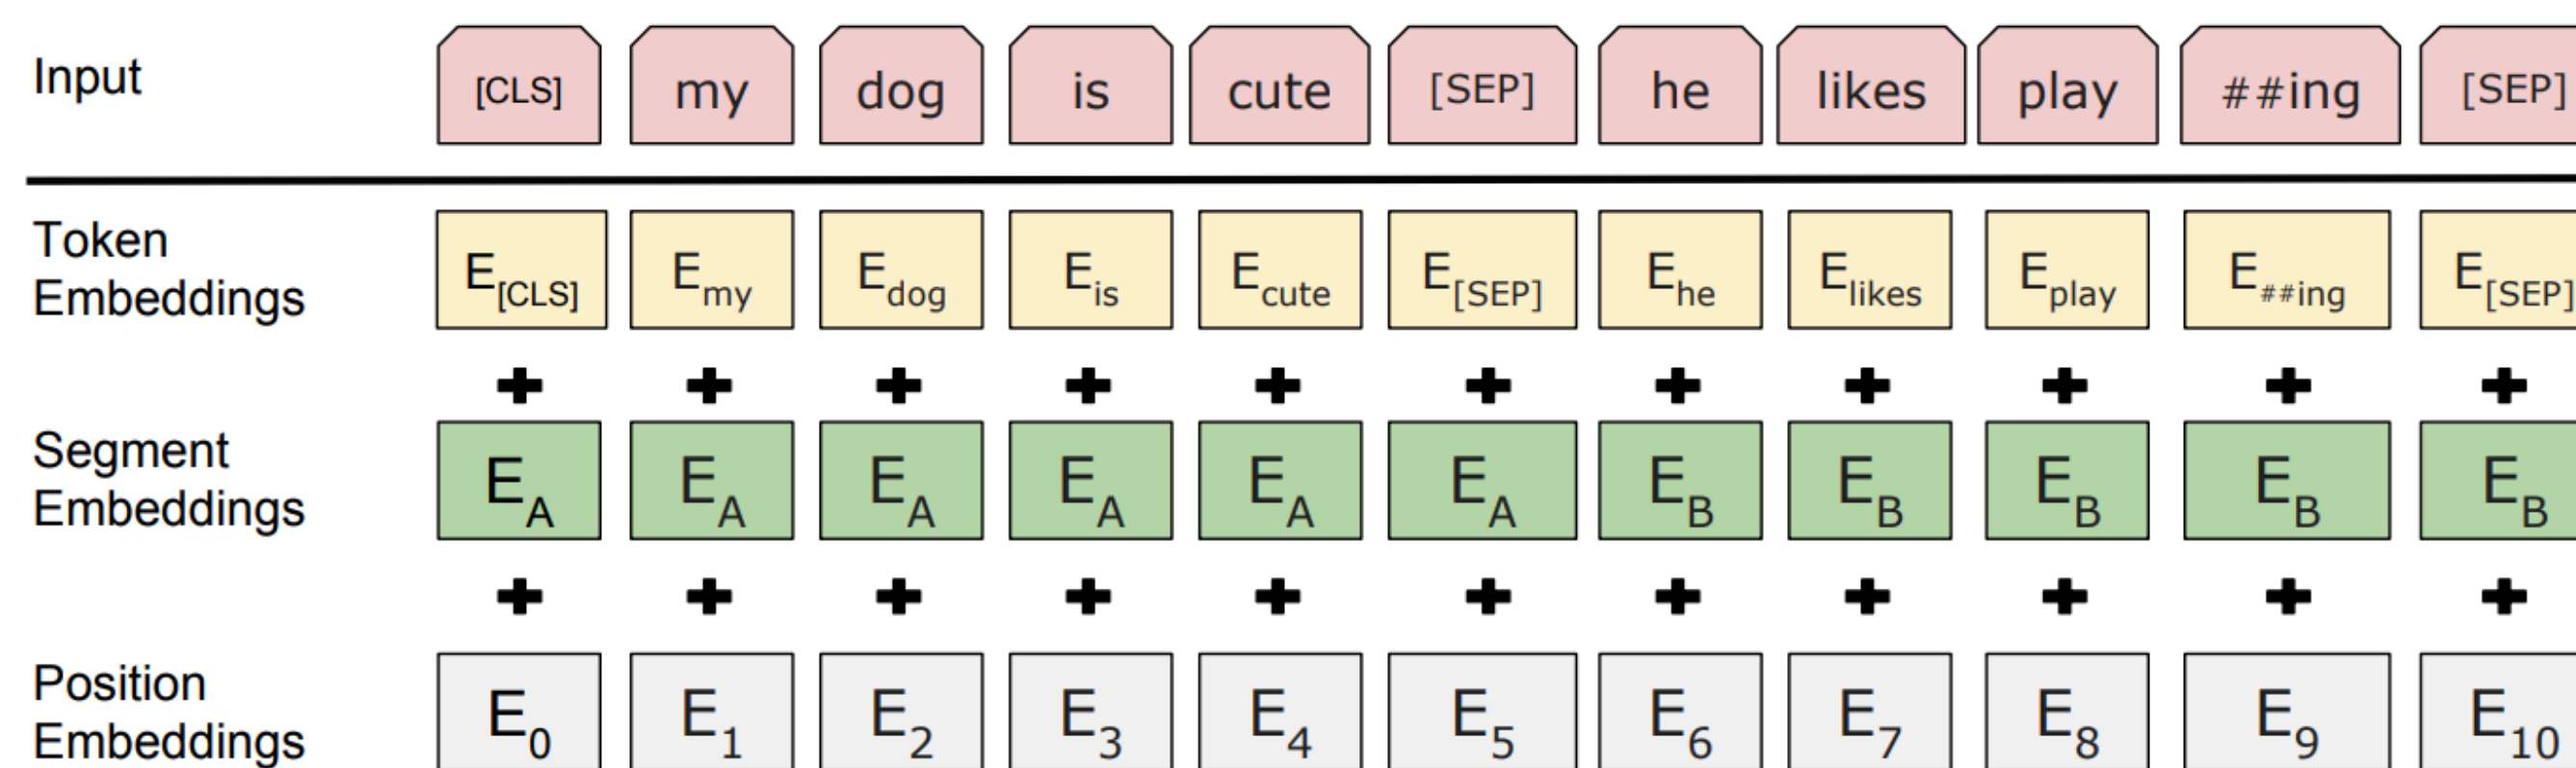 Input [CLS] my dog is cute [SEP] he likes play ##ing [SEP]
Token Embeddings E[CLS] Emy Edog Eis Ecute E[SEP] Ehe Elikes Eplay E##ing E[SEP]
+ + + + + + + + + + +
Segment Embeddings EA EA EA EA EA EA EB EB EB EB EB
+ + + + + + + + + + +
Position Embeddings E0 E1 E2 E3 E4 E5 E6 E7 E8 E9 E10